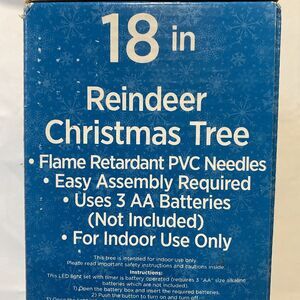 18 in
Reindeer
Christmas Tree
• Flame Retardant PVC Needles
• Easy Assembly Required
• Uses 3 AA Batteries
(Not Included)
• For Indoor Use Only
This tree is intended for indoor use only.
Please read important safety instructions and cautions inside.
Instructions:
This LED light set with timer is battery operated (requires 3 "AA" size alkaline
batteries which are not included).
1) Open the battery box and insert the required batteries.
2) Push the button to turn on and turn off.